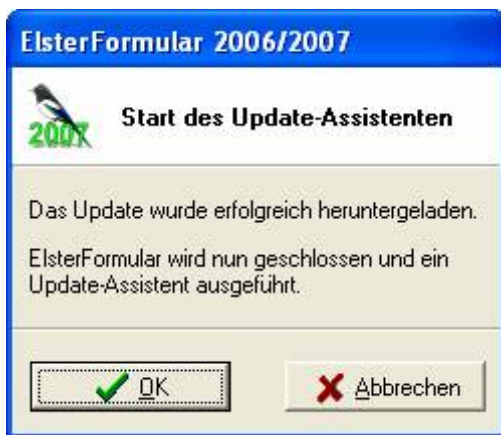 ElsterFormular 2006/2007
2007
Start des Update-Assistenten
Das Update wurde erfolgreich heruntergeladen.
ElsterFormular wird nun geschlossen und ein
Update-Assistent ausgeführt.
OK
Abbrechen